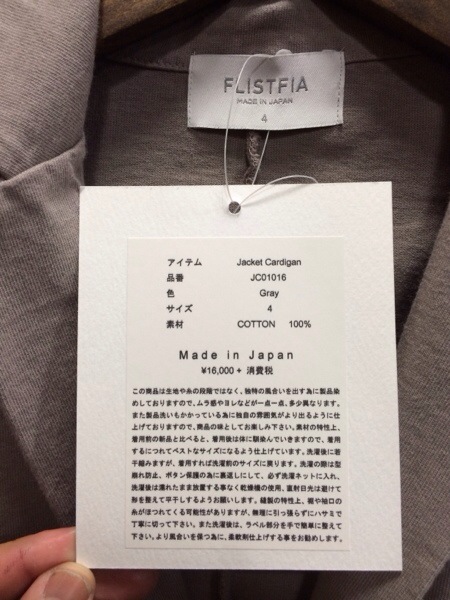 FLISTFIA
MADE IN JAPAN
4
アイテム Jacket Cardigan
品番 JC01016
色 Gray
サイズ 4
素材 COTTON 100%
Made in Japan
¥16,000 + 消費税
この商品は生地や糸の段階ではなく、独特の風合いを出す為に製品染
めしておりますので、ムラ感やヨレなどが一点一点、多少異なります。
また製品洗いもかかっている為に独自の雰囲気がより出るように仕
上げておりますので、商品の味としてお楽しみ下さい。素材の特性上、
着用前の新品と比べると、着用後は体に馴染んでいきますので、着用
するにつれてベストなサイズになるよう仕上げています。洗濯後に若
干縮みますが、着用すれば洗濯前のサイズに戻ります。洗濯の際は型
崩れ防止、ボタン保護の為に裏返しにして、必ず洗濯ネットに入れ、
洗濯後は濡れたまま放置する事なく乾燥機の使用、直射日光は避けて
形を整えて平干しするようお願いします。縫製の特性上、裾や袖口の
糸がほつれてくる可能性がありますが、無理に引っ張らずにハサミで
丁寧に切って下さい。また洗濯後は、ラベル部分を手で簡単に整えて
下さい。より風合いを保つ為に、柔軟剤仕上げする事をお勧めします。